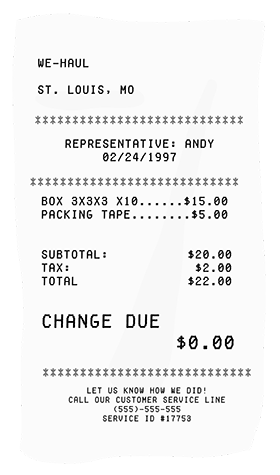 WE-HAUL
ST. LOUIS, MO
******************************
REPRESENTATIVE: ANDY
02/24/1997
******************************
BOX 3X3X3 X10......$15.00
PACKING TAPE........$5.00
SUBTOTAL: $20.00
TAX: $2.00
TOTAL $22.00
CHANGE DUE
$0.00
******************************
LET US KNOW HOW WE DID!
CALL OUR CUSTOMER SERVICE LINE
(555)-555-555
SERVICE ID #17753